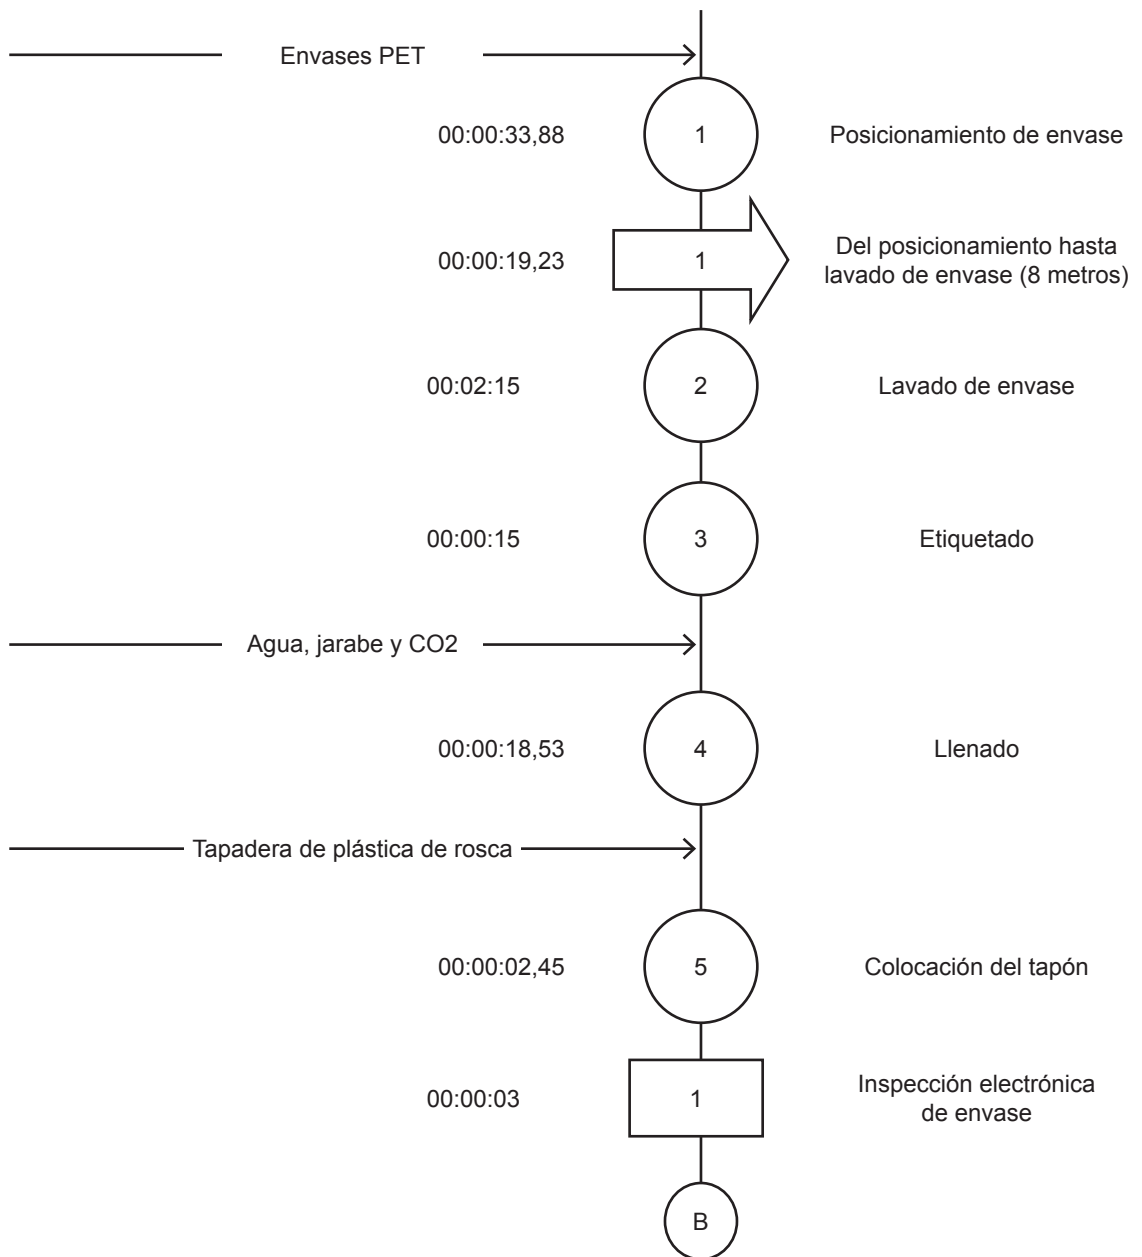 Envases PET
00:00:33,88
1
Posicionamiento de envase
00:00:19,23
1
Del posicionamiento hasta
lavado de envase (8 metros)
00:02:15
2
Lavado de envase
00:00:15
3
Etiquetado
Agua, jarabe y CO2
00:00:18,53
4
Llenado
Tapadera de plástica de rosca
00:00:02,45
5
Colocación del tapón
00:00:03
1
Inspección electrónica
de envase
B